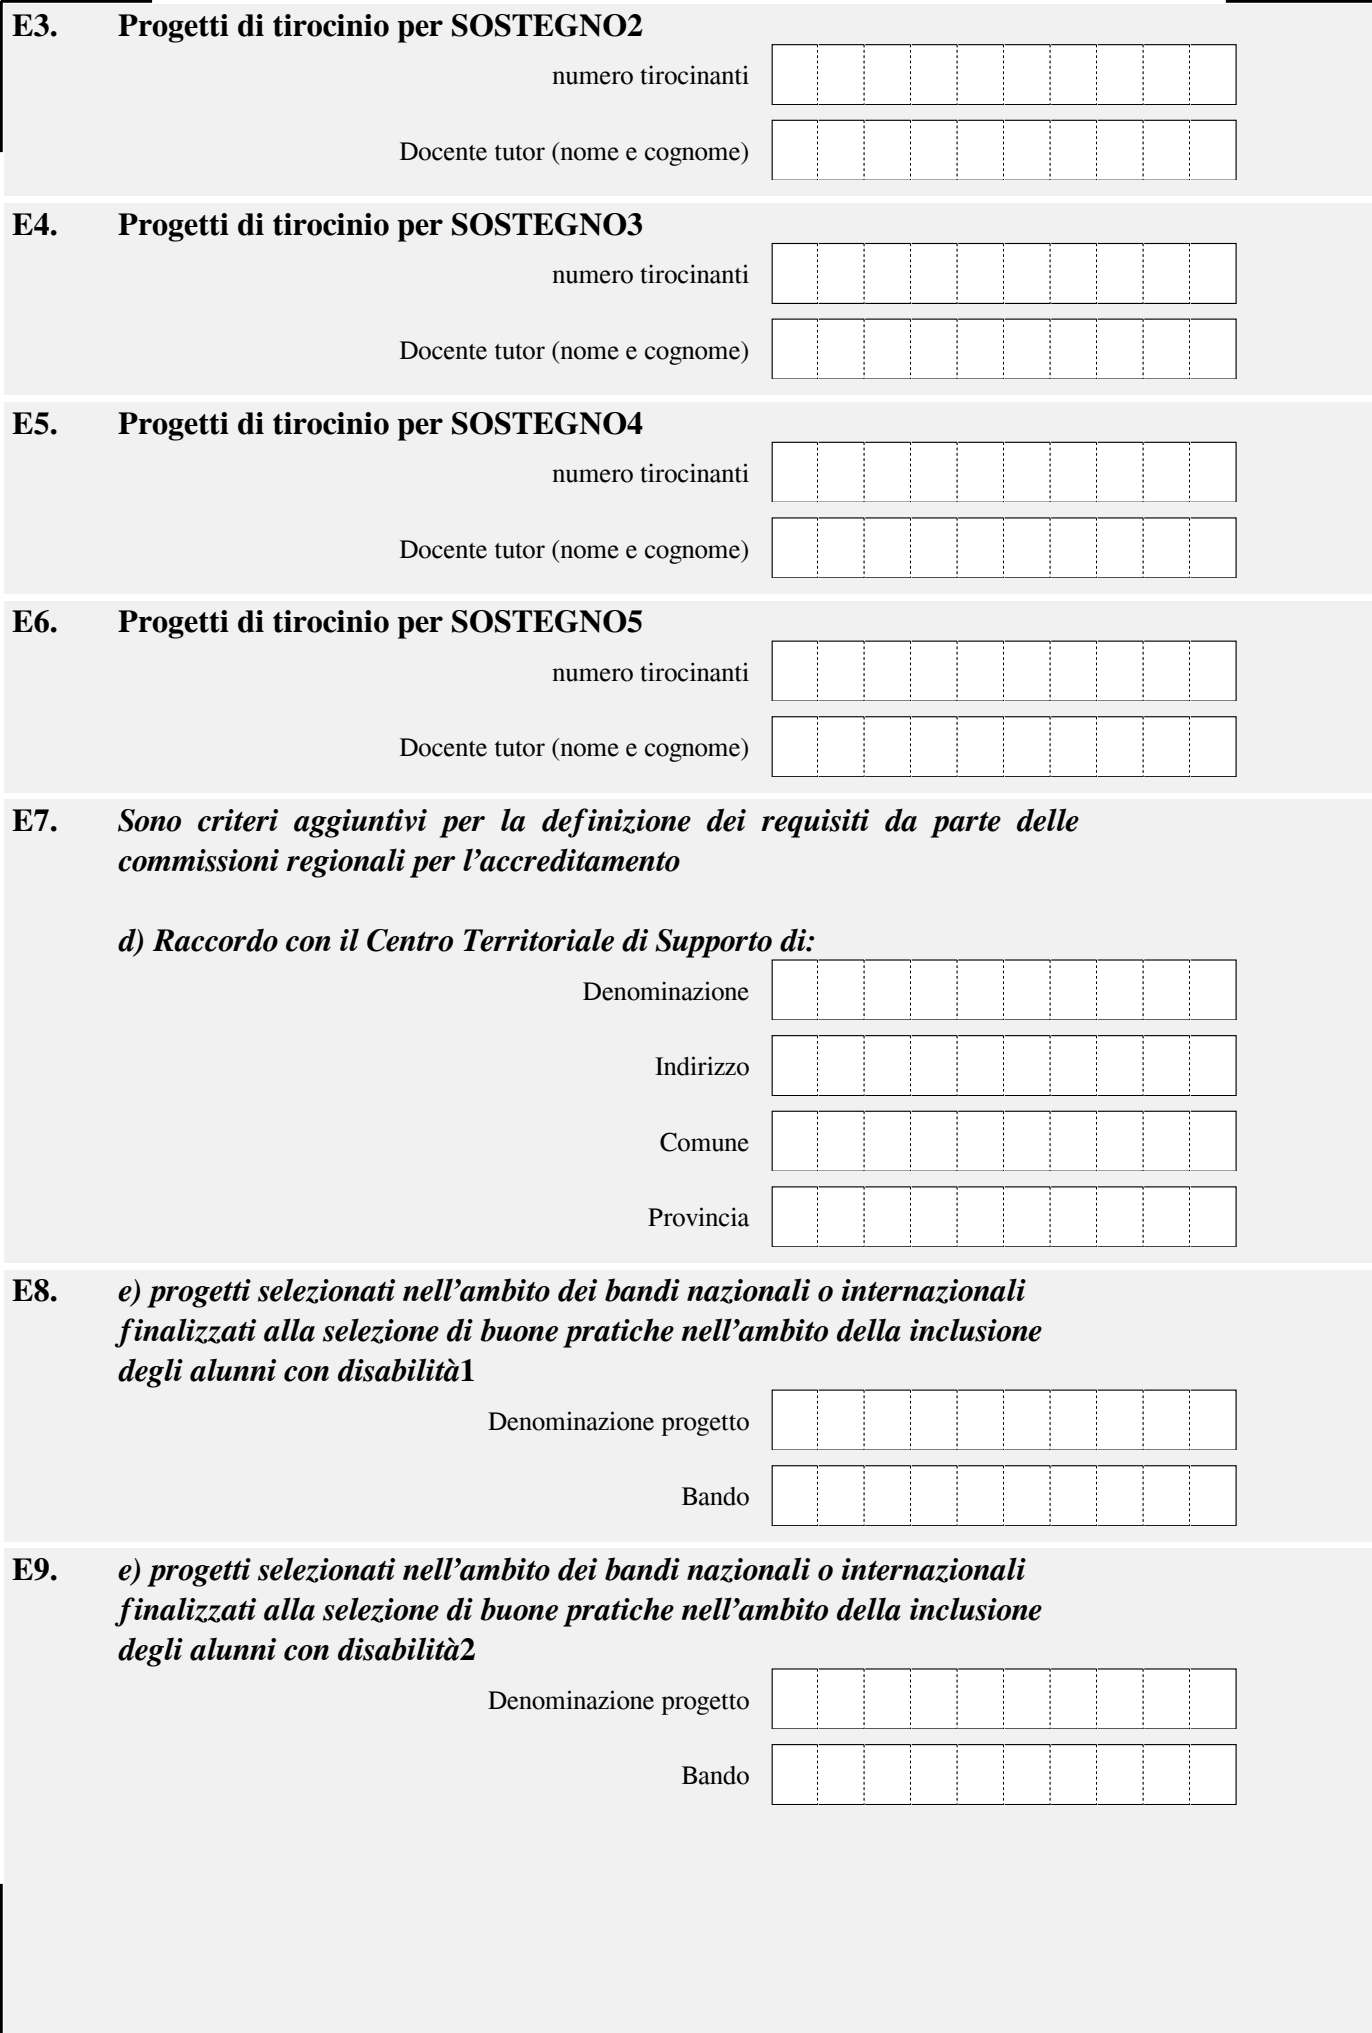 E3. Progetti di tirocinio per SOSTEGNO2
numero tirocinanti
Docente tutor (nome e cognome)
E4. Progetti di tirocinio per SOSTEGNO3
numero tirocinanti
Docente tutor (nome e cognome)
E5. Progetti di tirocinio per SOSTEGNO4
numero tirocinanti
Docente tutor (nome e cognome)
E6. Progetti di tirocinio per SOSTEGNO5
numero tirocinanti
Docente tutor (nome e cognome)
E7. Sono criteri aggiuntivi per la definizione dei requisiti da parte delle
commissioni regionali per l’accreditamento
d) Raccordo con il Centro Territoriale di Supporto di:
Denominazione
Indirizzo
Comune
Provincia
E8. e) progetti selezionati nell’ambito dei bandi nazionali o internazionali
finalizzati alla selezione di buone pratiche nell’ambito della inclusione
degli alunni con disabilità1
Denominazione progetto
Bando
E9. e) progetti selezionati nell’ambito dei bandi nazionali o internazionali
finalizzati alla selezione di buone pratiche nell’ambito della inclusione
degli alunni con disabilità2
Denominazione progetto
Bando